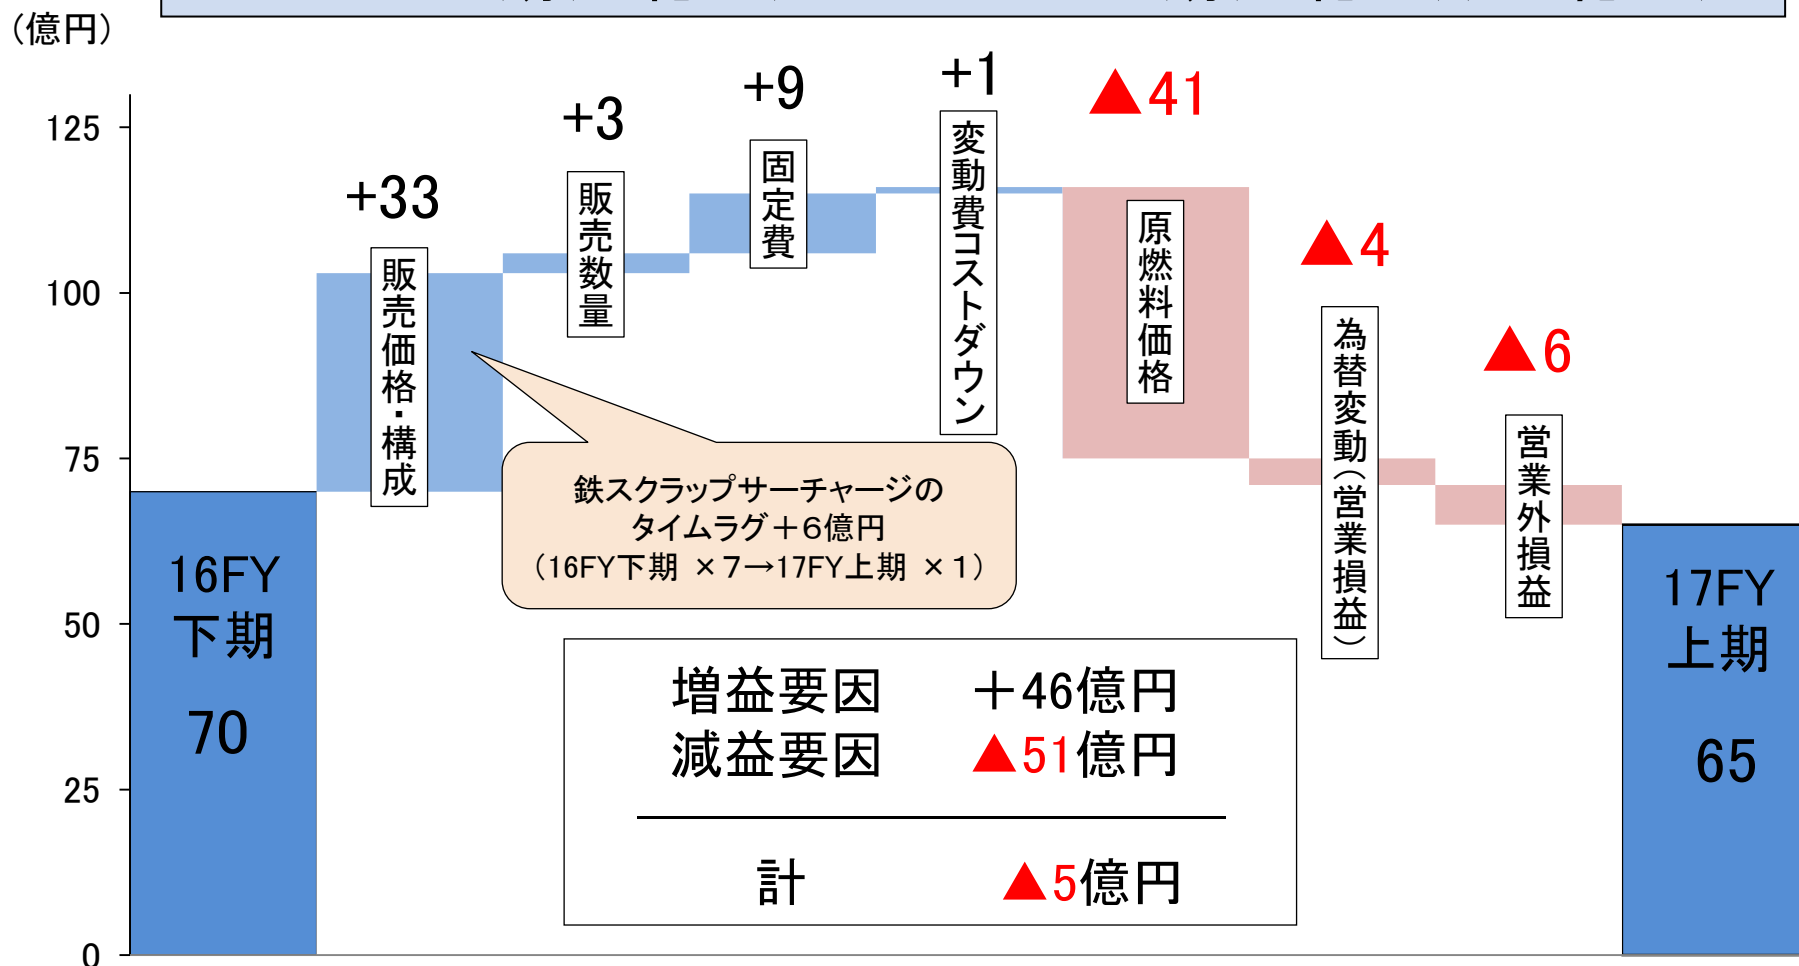 (億円)
+33
+3
+9
+1
▲41
▲4
▲6
125
100
75
50
25
0
販売価格・構成
販売数量
固定費
変動費コストダウン
原燃料価格
為替変動(営業損益)
営業外損益
鉄スクラップサーチャージの
タイムラグ+6億円
(16FY下期 ×7→17FY上期 ×1)
16FY
下期
70
増益要因 +46億円
減益要因 ▲51億円
計 ▲5億円
17FY
上期
65